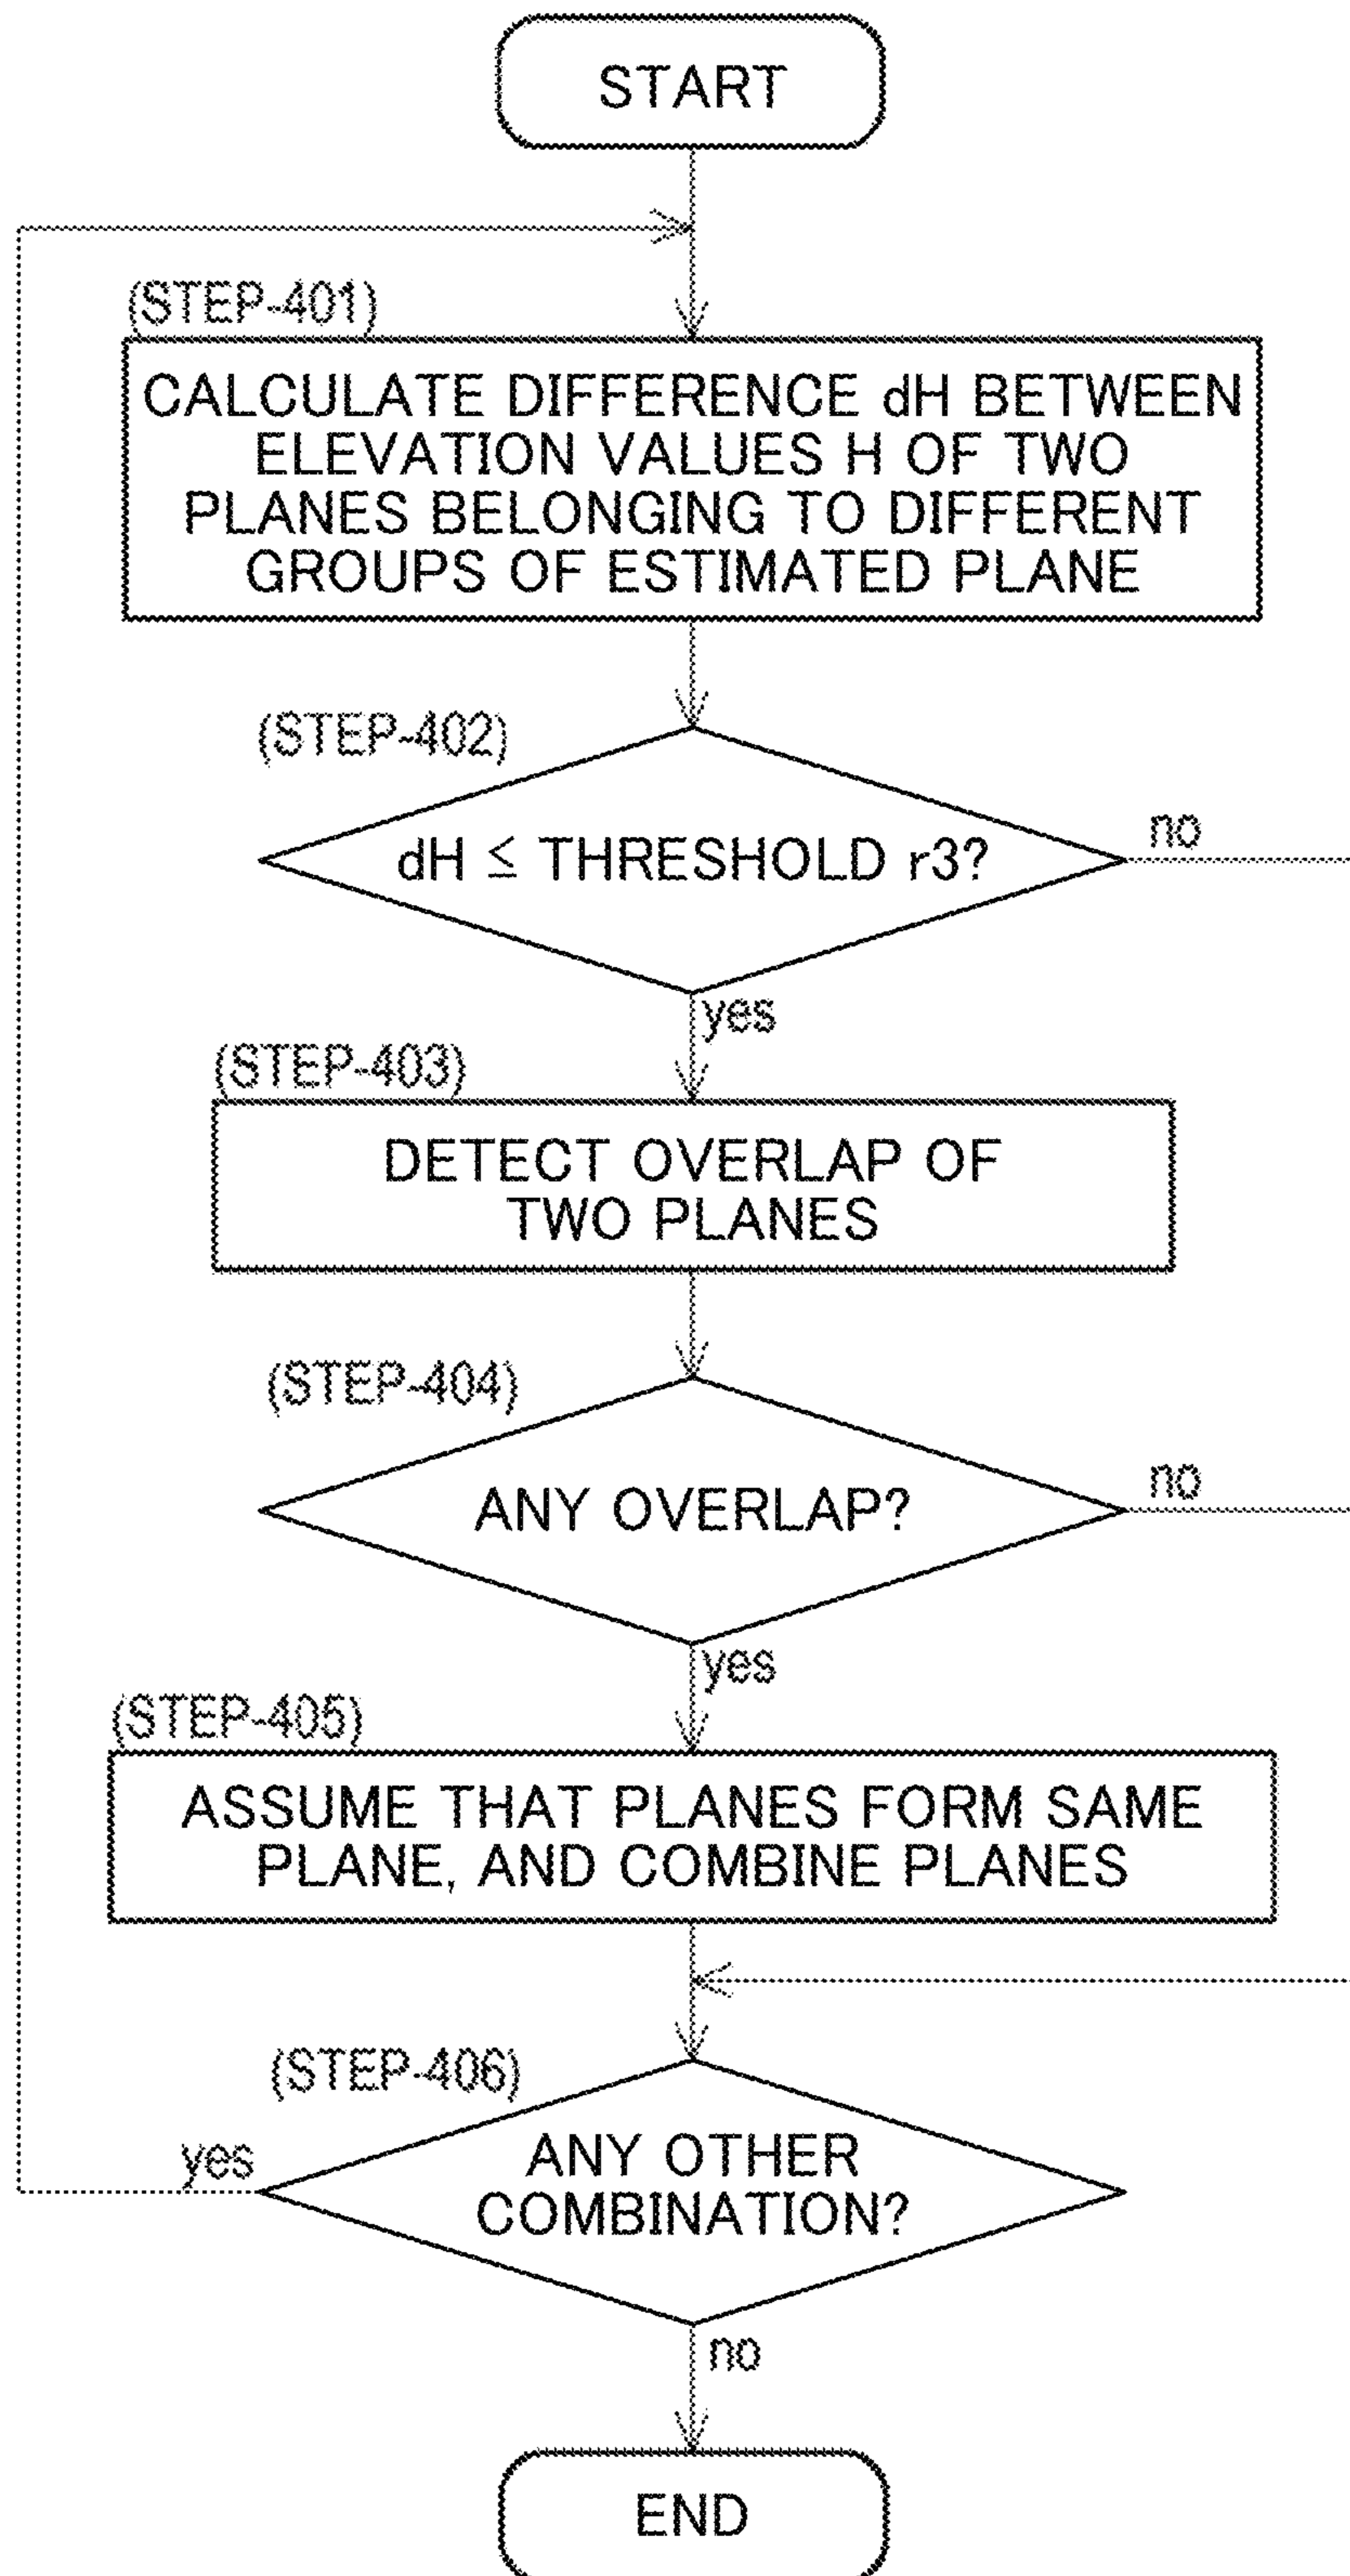 START
(STEP-401)
CALCULATE DIFFERENCE dH BETWEEN
ELEVATION VALUES H OF TWO
PLANES BELONGING TO DIFFERENT
GROUPS OF ESTIMATED PLANE
(STEP-402)
dH ≤ THRESHOLD r3?
no
yes
(STEP-403)
DETECT OVERLAP OF
TWO PLANES
(STEP-404)
ANY OVERLAP?
no
yes
(STEP-405)
ASSUME THAT PLANES FORM SAME
PLANE, AND COMBINE PLANES
(STEP-406)
yes
ANY OTHER
COMBINATION?
no
END